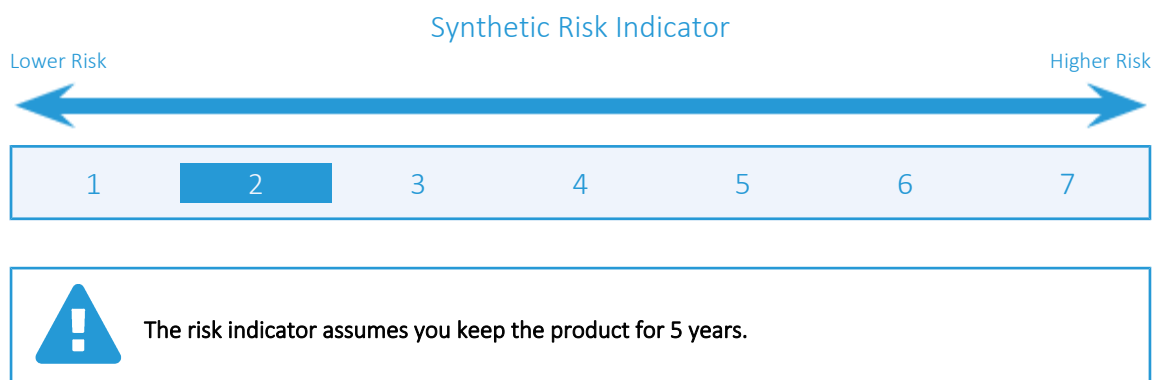 Synthetic Risk Indicator
Lower Risk Higher Risk
1 2 3 4 5 6 7
The risk indicator assumes you keep the product for 5 years.